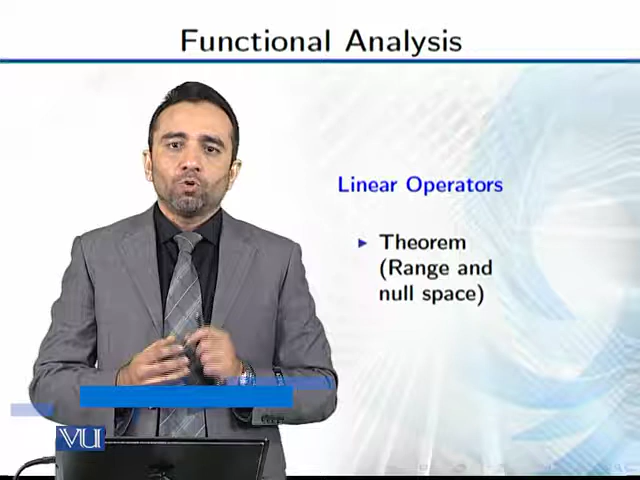 Functional Analysis
Linear Operators
Theorem
(Range and
null space)
VU